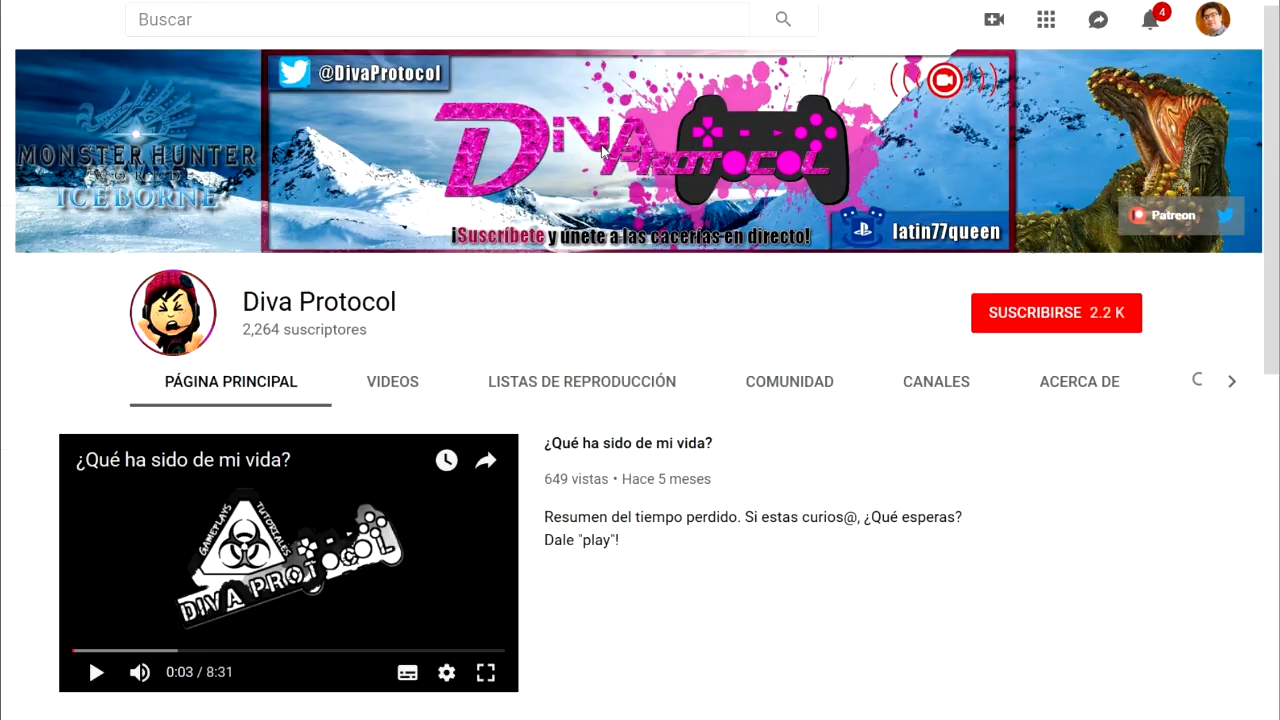 Buscar
4
@DivaProtocol
DiVA
PROTOCOL
MONSTER HUNTER
WORLD
ICEBORNE
Patreon
¡Suscríbete y únete a las cacerías en directo!
latin77queen
Diva Protocol
2,264 suscriptores
SUSCRIBIRSE 2.2 K
PÁGINA PRINCIPAL
VIDEOS
LISTAS DE REPRODUCCIÓN
COMUNIDAD
CANALES
ACERCA DE
¿Qué ha sido de mi vida?
GAMEPLAYS
TUTORIALES
DIVA PROTOCOL
0:03 / 8:31
¿Qué ha sido de mi vida?
649 vistas • Hace 5 meses
Resumen del tiempo perdido. Si estas curios@, ¿Qué esperas?
Dale "play"!